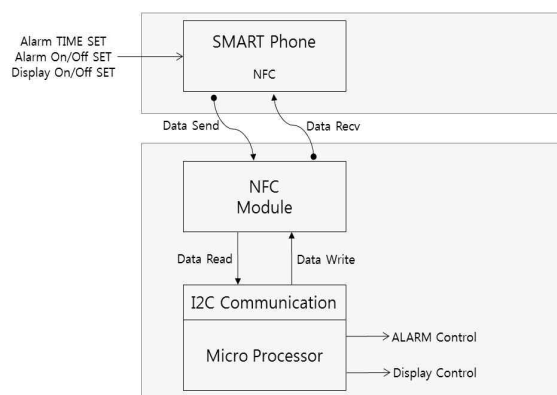 Alarm TIME SET
Alarm On/Off SET
Display On/Off SET
SMART Phone
NFC
Data Send
Data Recv
NFC
Module
Data Read
Data Write
I2C Communication
Micro Processor
ALARM Control
Display Control